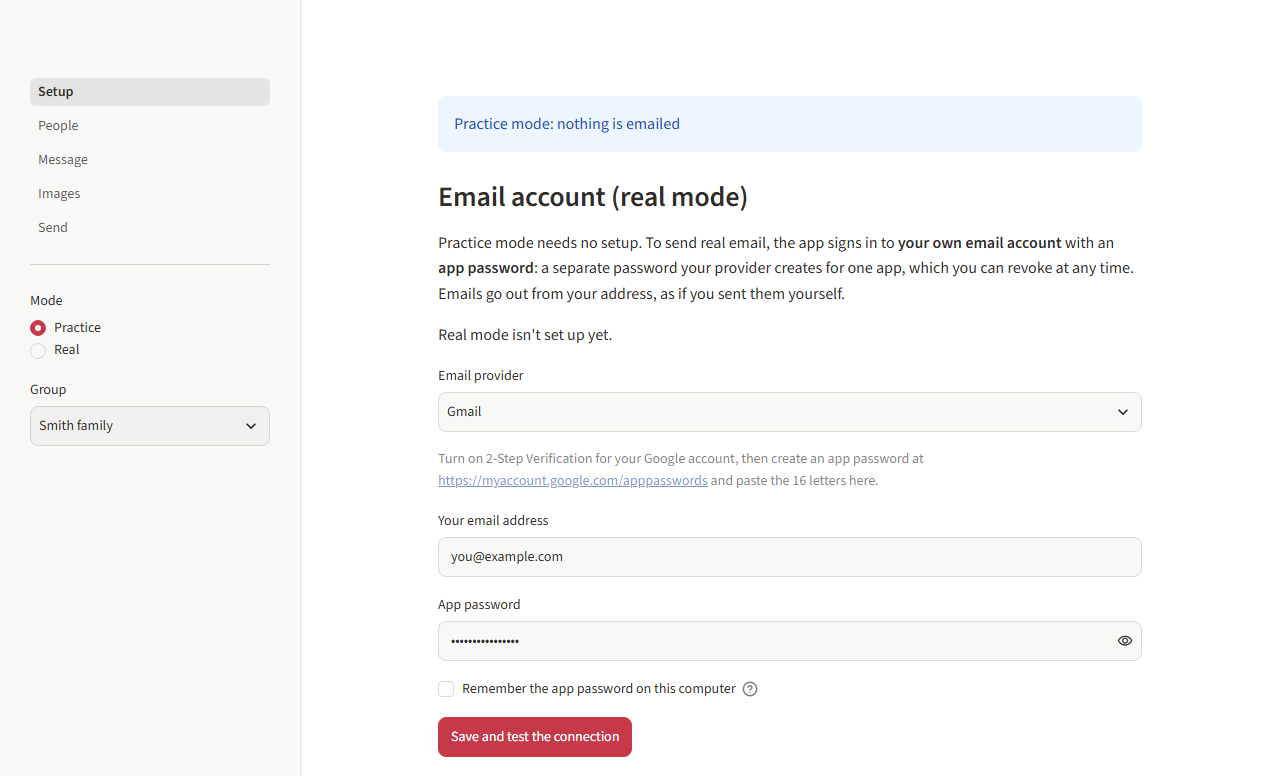 Setup
People
Message
Images
Send
Mode
Practice
Real
Group
Smith family
Practice mode: nothing is emailed
Email account (real mode)
Practice mode needs no setup. To send real email, the app signs in to your own email account with an
app password: a separate password your provider creates for one app, which you can revoke at any time.
Emails go out from your address, as if you sent them yourself.
Real mode isn't set up yet.
Email provider
Gmail
Turn on 2-Step Verification for your Google account, then create an app password at
https://myaccount.google.com/apppasswords and paste the 16 letters here.
Your email address
you@example.com
App password
••••••••••••••••
Remember the app password on this computer
Save and test the connection